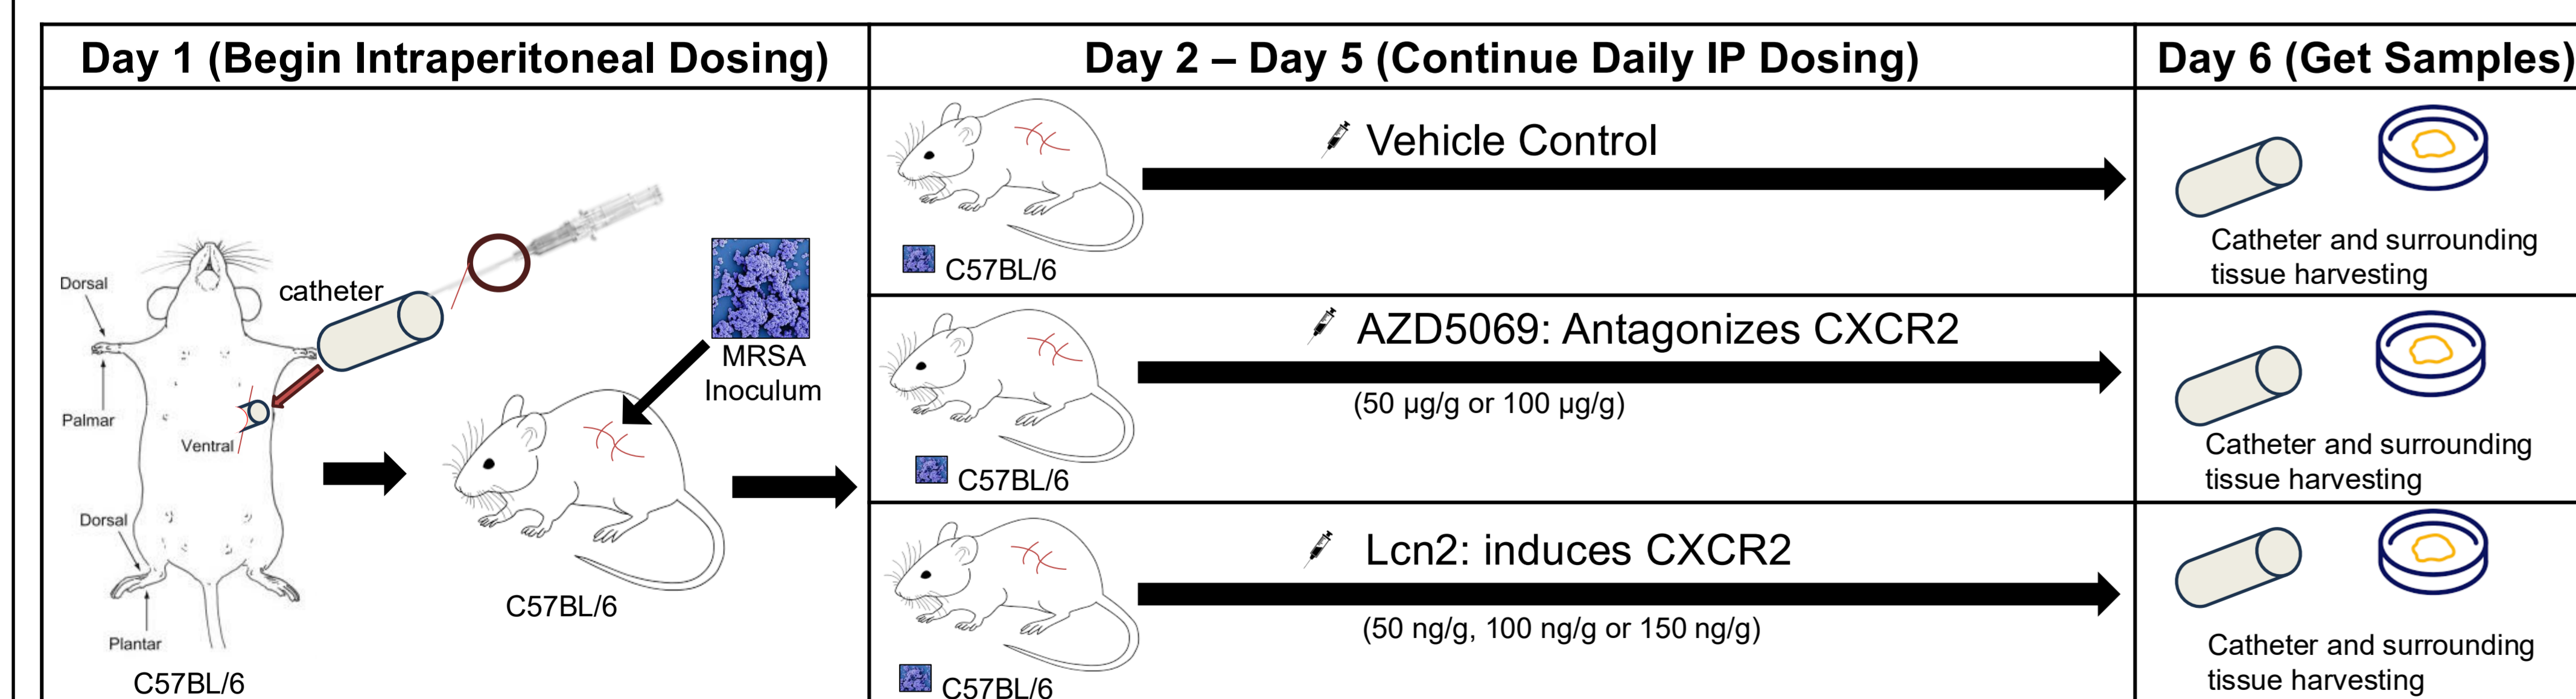 Day 1 (Begin Intraperitoneal Dosing)
Day 2 – Day 5 (Continue Daily IP Dosing)
Day 6 (Get Samples)
Dorsal
catheter
Palmar
Ventral
Dorsal
Plantar
C57BL/6
MRSA
Inoculum
C57BL/6
Vehicle Control
C57BL/6
Catheter and surrounding
tissue harvesting
AZD5069: Antagonizes CXCR2
(50 µg/g or 100 µg/g)
C57BL/6
Catheter and surrounding
tissue harvesting
Lcn2: induces CXCR2
(50 ng/g, 100 ng/g or 150 ng/g)
C57BL/6
Catheter and surrounding
tissue harvesting